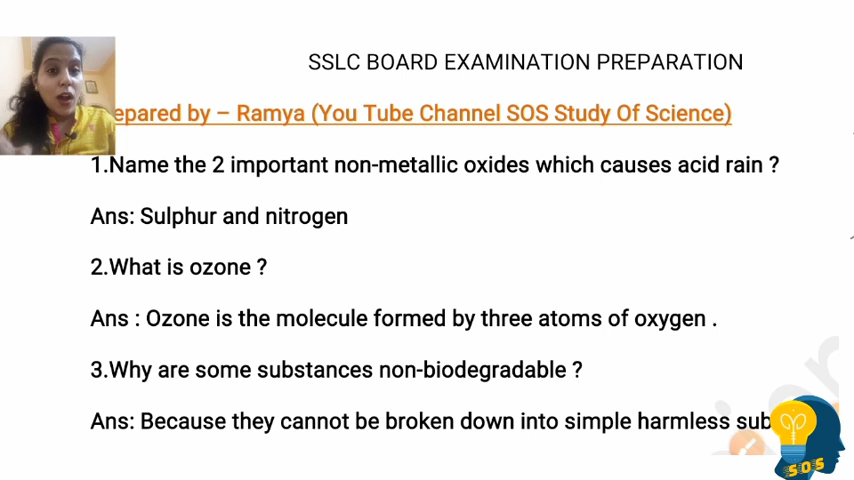 SSLC BOARD EXAMINATION PREPARATION
epared by – Ramya (You Tube Channel SOS Study Of Science)
1.Name the 2 important non-metallic oxides which causes acid rain ?
Ans: Sulphur and nitrogen
2.What is ozone ?
Ans : Ozone is the molecule formed by three atoms of oxygen .
3.Why are some substances non-biodegradable ?
Ans: Because they cannot be broken down into simple harmless sub
SOS